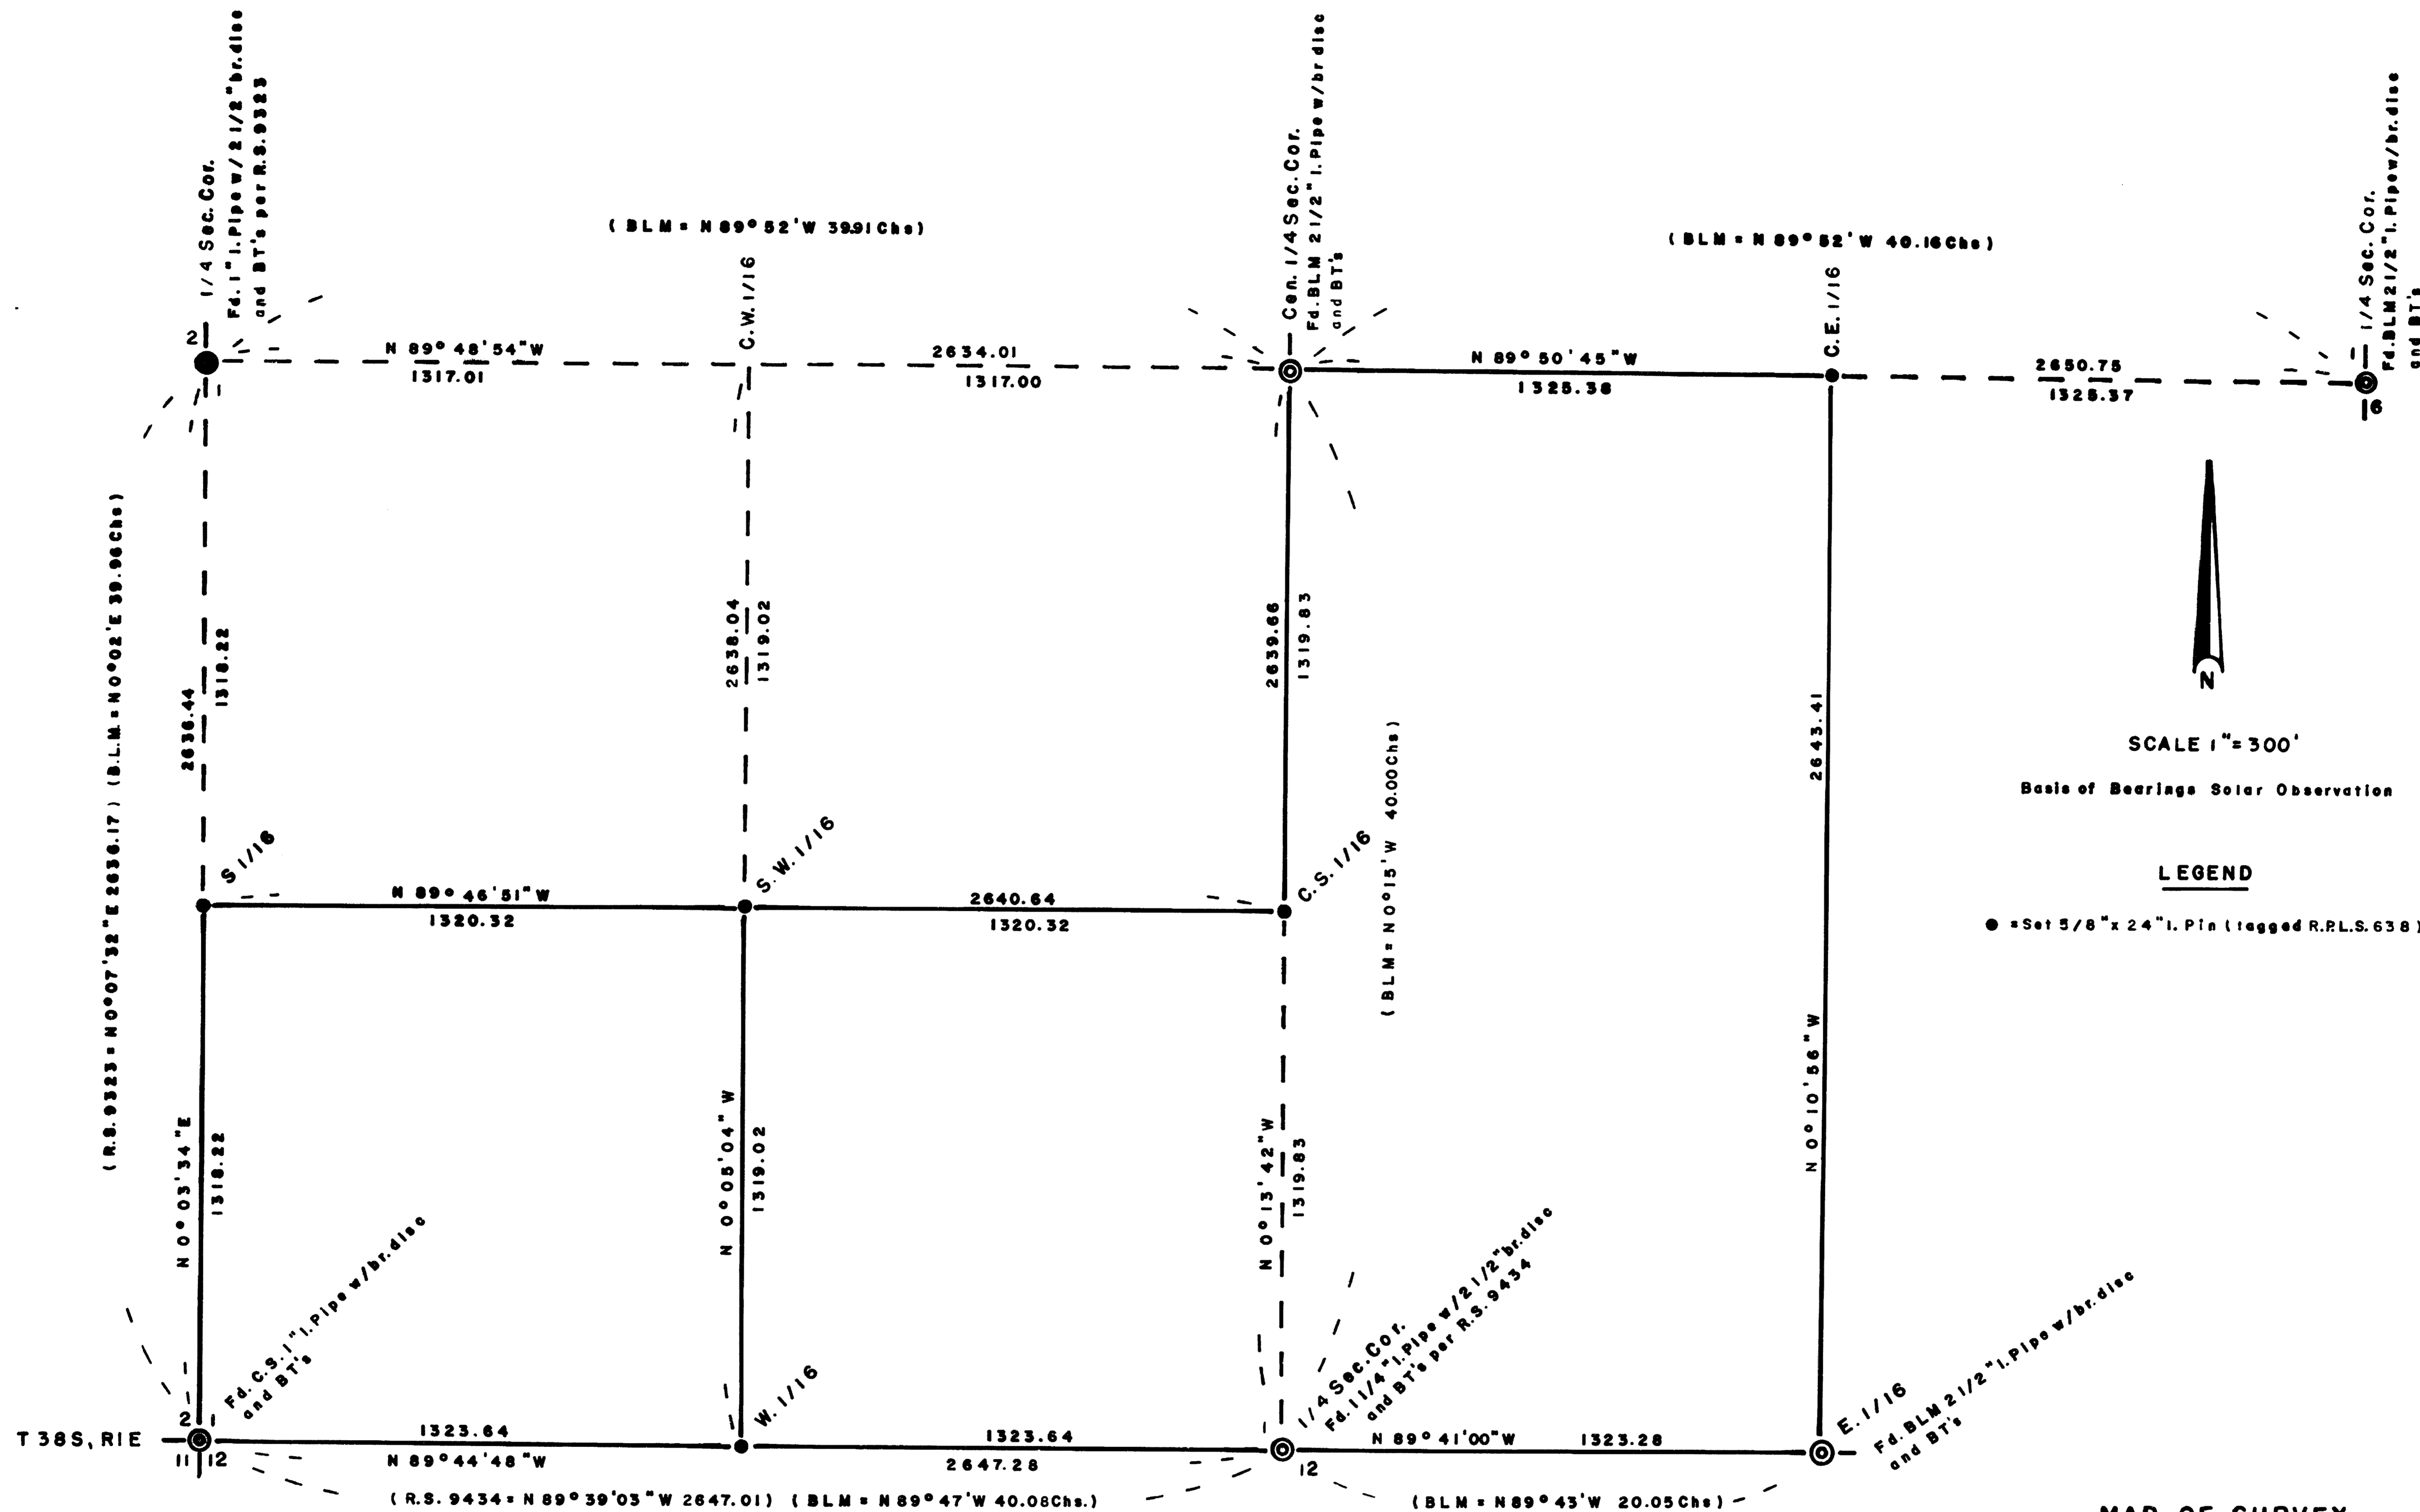 1/4 Sec. Cor.
Fd. 1" I. Pipe w/ 2 1/2" br. disc
and BT's per R.S. 9323
(BLM = N 89° 52' W 39.91 Chs)
C.W. 1/16
Cen. 1/4 Sec. Cor.
Fd. BLM 2 1/2" I. Pipe w/ br disc
and BT's
(BLM = N 89° 52' W 40.16 Chs)
C.E. 1/16
1/4 Sec. Cor.
Fd. BLM 2 1/2" I. Pipe w/ br. disc
and BT's
2
N 89° 48' 54" W
1317.01
2634.01
1317.00
N 89° 50' 45" W
1325.38
2650.75
1325.37
6
(R.S. 9323 = N 0° 07' 32" E 2636.17) (B.L.M. = N 0° 02' E 39.96 Chs)
2636.44
1318.22
2638.04
1319.02
2639.66
1319.83
(BLM = N 0° 15' W 40.00 Chs)
2643.41
N
SCALE 1" = 300'
Basis of Bearings Solar Observation
LEGEND
= Set 5/8" x 24" I. Pin (tagged R.P.L.S. 638)
S 1/16
N 89° 46' 51" W
1320.32
S. W. 1/16
2640.64
1320.32
C. S. 1/16
N 0° 03' 34" E
1318.22
N 0° 05' 04" W
1319.02
N 0° 13' 42" W
1319.83
N 0° 10' 56" W
Fd. C.S. 1" I. Pipe w/ br. disc
and BT's
W. 1/16
1/4 Sec. Cor.
Fd. 1 1/4" I. Pipe w/ 2 1/2" br. disc
and BT's per R.S. 9434
E. 1/16
Fd. BLM 2 1/2" I. Pipe w/ br. disc
and BT's
T 38S, R1E
2
11 12
1323.64
N 89° 44' 48" W
1323.64
2647.28
12
N 89° 41' 00" W
1323.28
(R.S. 9434 = N 89° 39' 03" W 2647.01) (BLM = N 89° 47' W 40.08 Chs.)
(BLM = N 89° 43' W 20.05 Chs)
MAP OF SURVEY